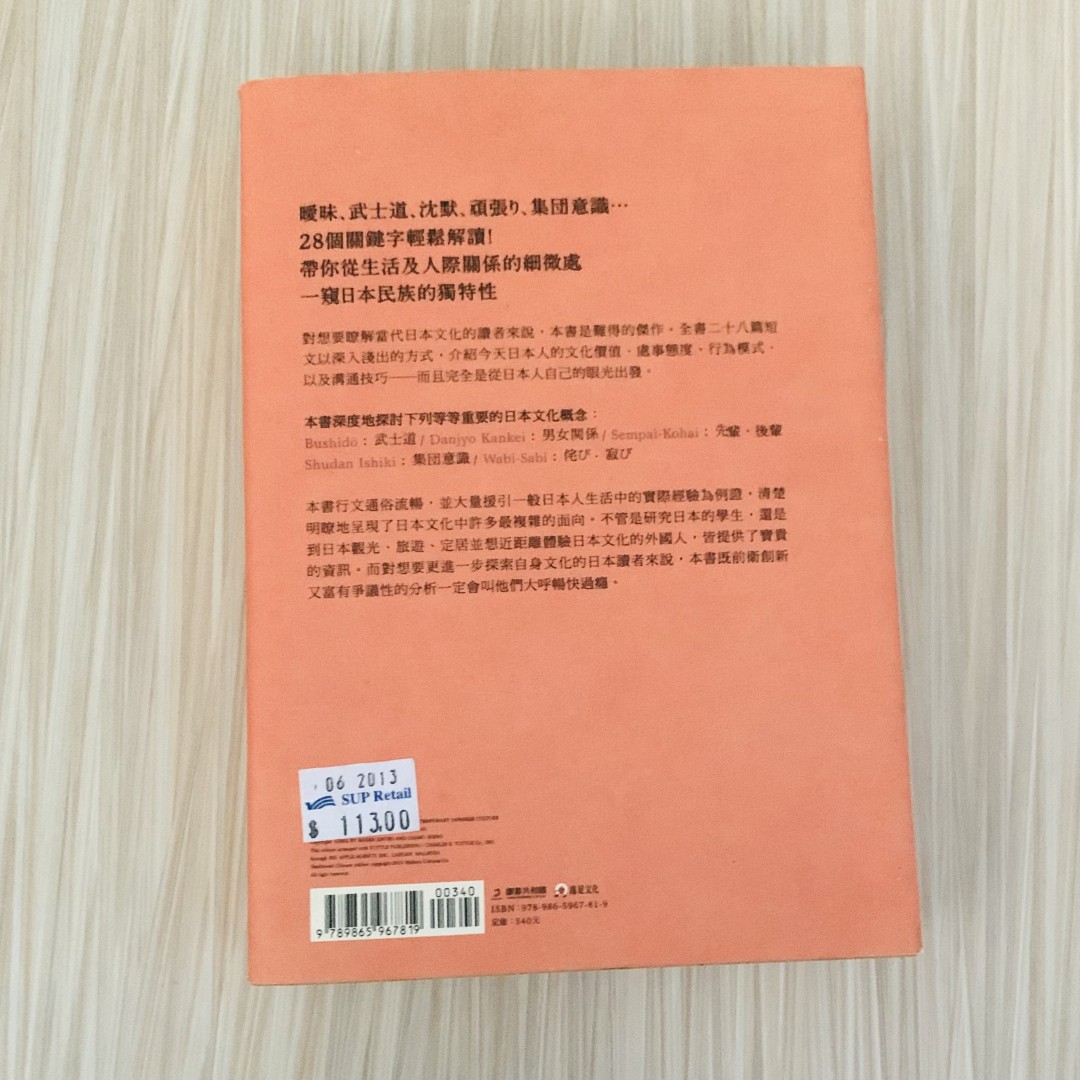 曖昧、武士道、沈默、頑張り、集団意識…
28個關鍵字輕鬆解讀!
帶你從生活及人際關係的細微處
一窺日本民族的獨特性
對想要瞭解當代日本文化的讀者來說，本書是難得的傑作。全書二十八篇短
文以深入淺出的方式，介紹今天日本人的文化價值、處事態度、行為模式、
以及溝通技巧——而且完全是從日本人自己的眼光出發。
本書深度地探討下列等等重要的日本文化概念：
Bushidō：武士道/Danjyo Kankei：男女関係/Sempai-Kohai：先輩・後輩
Shudan Ishiki：集団意識/Wabi-Sabi：侘び・寂び
本書行文通俗流暢，並大量援引一般日本人生活中的實際經驗為例證，清楚
明瞭地呈現了日本文化中許多最複雜的面向。不管是研究日本的學生，還是
到日本觀光、旅遊、定居並想近距離體驗日本文化的外國人，皆提供了寶貴
的資訊。而對想要更進一步探索自身文化的日本讀者來說，本書既前衛創新
又富有爭議性的分析一定會叫他們大呼暢快過癮。
06 2013
SUP Retail
$ 113.00
JAPANESE CULTURE
All rights reserved.
00340
9 789865 967819
讀書共和國 遠足文化
ISBN：978-986-5967-81-9
定價：340元